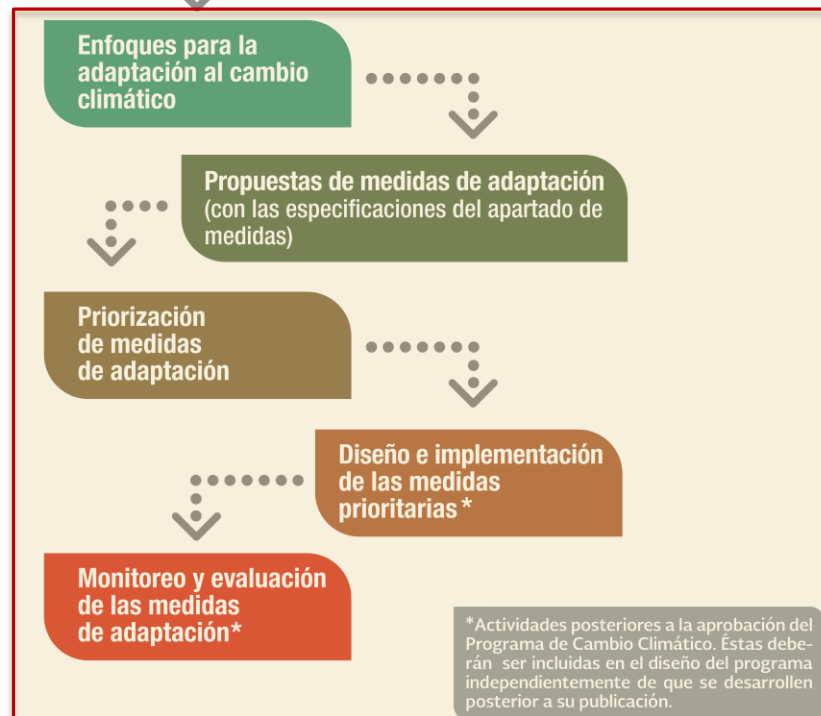 Enfoques para la
adaptación al cambio
climático
Propuestas de medidas de adaptación
(con las especificaciones del apartado de
medidas)
Priorización
de medidas
de adaptación
Diseño e implementación
de las medidas
prioritarias*
Monitoreo y evaluación
de las medidas
de adaptación*
*Actividades posteriores a la aprobación del
Programa de Cambio Climático. Éstas debe-
rán ser incluidas en el diseño del programa
independientemente de que se desarrollen
posterior a su publicación.